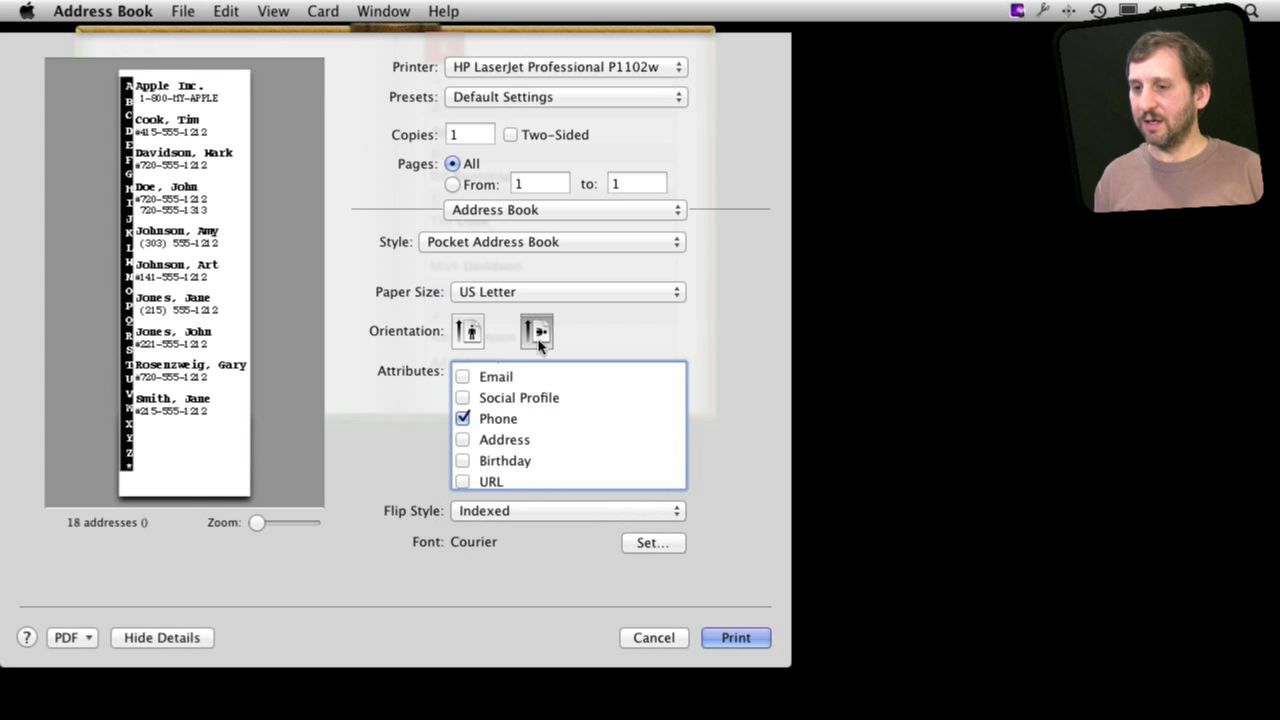 Address Book File Edit View Card Window Help
Printer: HP LaserJet Professional P1102w
Presets: Default Settings
Copies: 1 Two-Sided
Pages: All
From: 1 to: 1
Address Book
Style: Pocket Address Book
Paper Size: US Letter
Orientation:
Attributes:
Email
Social Profile
Phone
Address
Birthday
URL
Flip Style: Indexed
Font: Courier Set...
A
B
C
D
E
F
G
H
I
J
K
L
M
N
O
P
Q
R
S
T
U
V
W
X
Y
Z
*
Apple Inc.
1-800-MY-APPLE
Cook, Tim
415-555-1212
Davidson, Mark
720-555-1212
Doe, John
720-555-1212
720-555-1313
Johnson, Amy
(303) 555-1212
Johnson, Art
141-555-1212
Jones, Jane
(215) 555-1212
Jones, John
221-555-1212
Rosenzweig, Gary
720-555-1212
Smith, Jane
215-555-1212
18 addresses () Zoom:
? PDF Hide Details Cancel Print